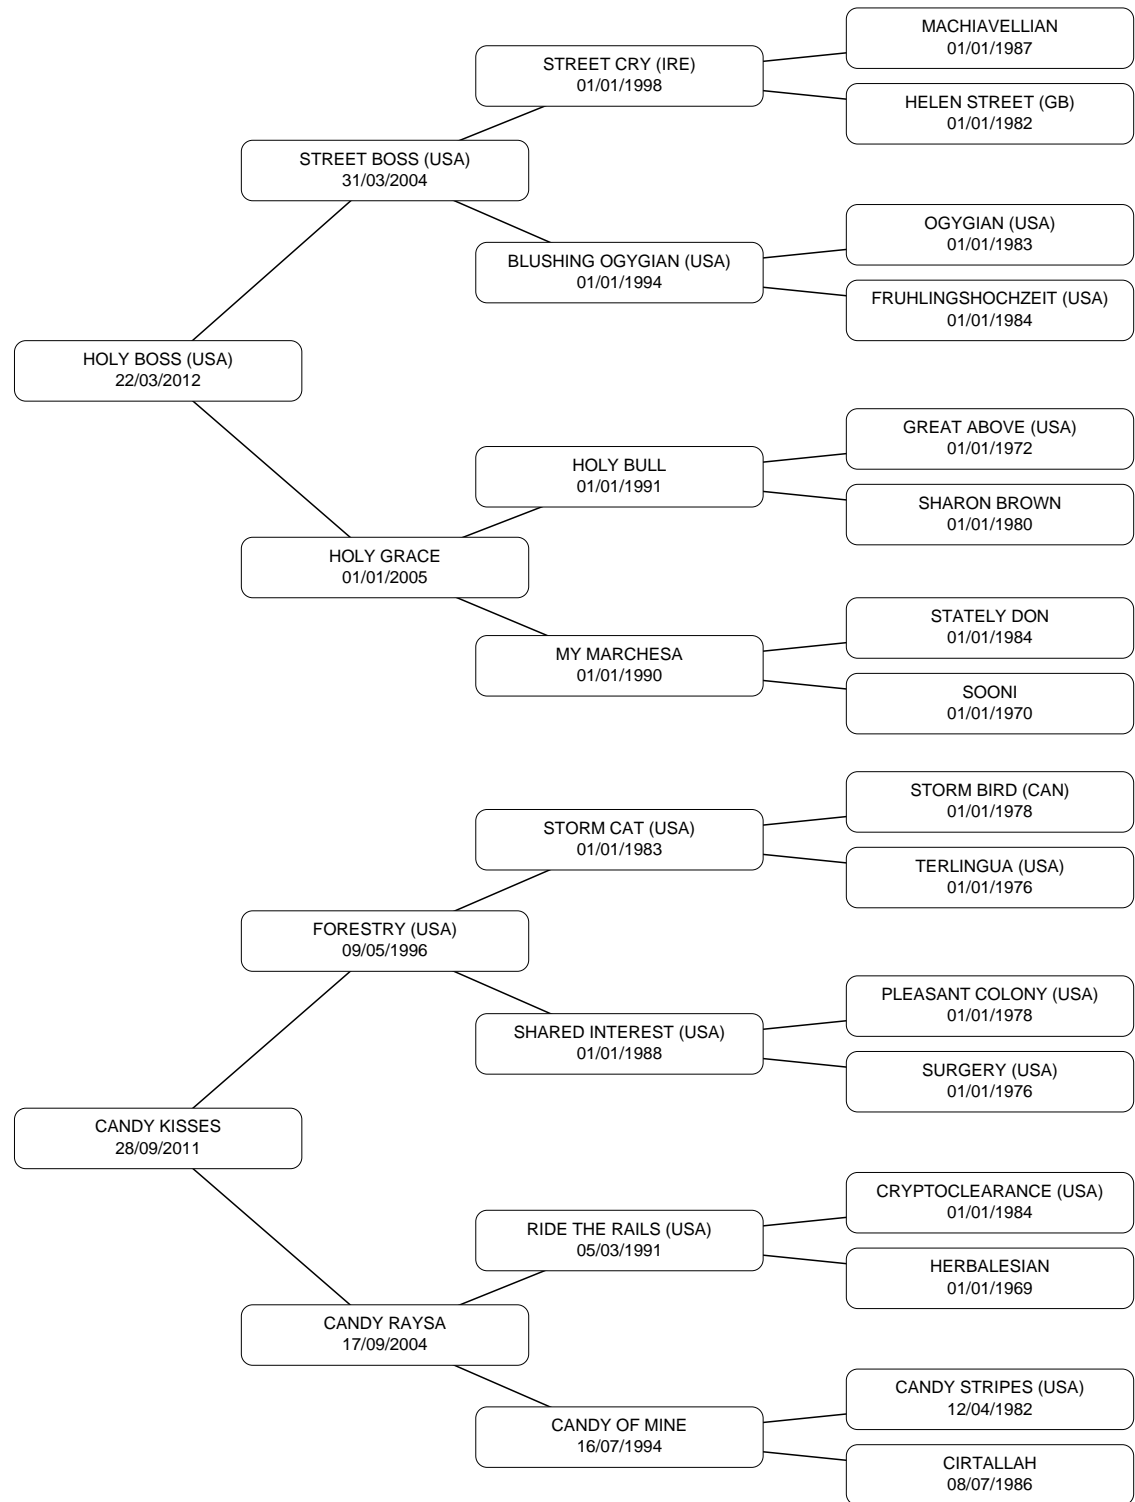 MACHIAVELLIAN
01/01/1987
STREET CRY (IRE)
01/01/1998
HELEN STREET (GB)
01/01/1982
STREET BOSS (USA)
31/03/2004
OGYGIAN (USA)
01/01/1983
BLUSHING OGYGIAN (USA)
01/01/1994
FRUHLINGSHOCHZEIT (USA)
01/01/1984
HOLY BOSS (USA)
22/03/2012
GREAT ABOVE (USA)
01/01/1972
HOLY BULL
01/01/1991
SHARON BROWN
01/01/1980
HOLY GRACE
01/01/2005
STATELY DON
01/01/1984
MY MARCHESA
01/01/1990
SOONI
01/01/1970
STORM BIRD (CAN)
01/01/1978
STORM CAT (USA)
01/01/1983
TERLINGUA (USA)
01/01/1976
FORESTRY (USA)
09/05/1996
PLEASANT COLONY (USA)
01/01/1978
SHARED INTEREST (USA)
01/01/1988
SURGERY (USA)
01/01/1976
CANDY KISSES
28/09/2011
CRYPTOCLEARANCE (USA)
01/01/1984
RIDE THE RAILS (USA)
05/03/1991
HERBALESIAN
01/01/1969
CANDY RAYSA
17/09/2004
CANDY STRIPES (USA)
12/04/1982
CANDY OF MINE
16/07/1994
CIRTALLAH
08/07/1986